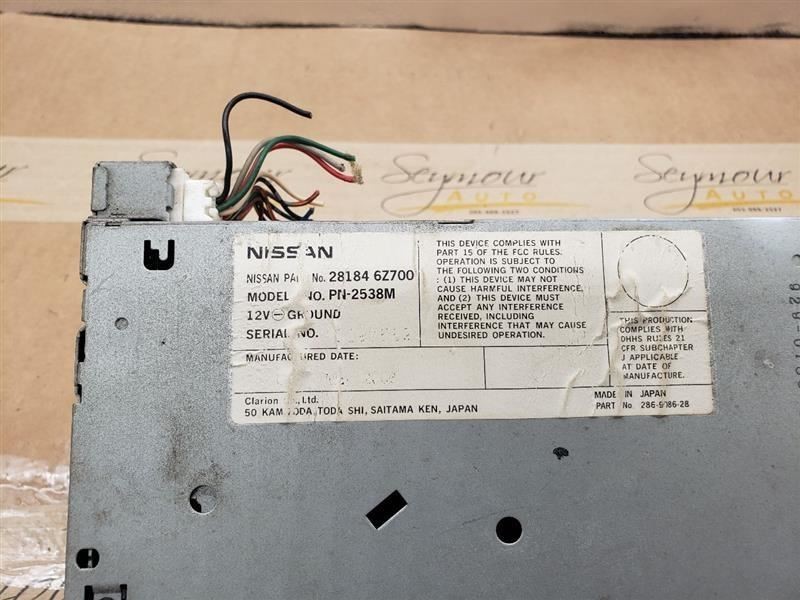 Seymour
AUTO
Seymour
AUTO
NISSAN
NISSAN PA No. 28184 6Z700
MODEL NO. PN-2538M
12V ⊖ GROUND
SERIAL NO.
MANUFACTURED DATE:
Clarion Ltd.
50 KAM ODA, TODA SHI, SAITAMA KEN, JAPAN
THIS DEVICE COMPLIES WITH
PART 15 OF THE FCC RULES.
OPERATION IS SUBJECT TO
THE FOLLOWING TWO CONDITIONS
: (1) THIS DEVICE MAY NOT
CAUSE HARMFUL INTERFERENCE,
AND (2) THIS DEVICE MUST
ACCEPT ANY INTERFERENCE
RECEIVED, INCLUDING
INTERFERENCE THAT MAY CAUSE
UNDESIRED OPERATION.
THIS PRODUCTION
COMPLIES WITH
DHHS RULES 21
CFR SUBCHAPTER
J APPLICABLE
AT DATE OF
MANUFACTURE.
MADE IN JAPAN
PART No. 286-9086-28